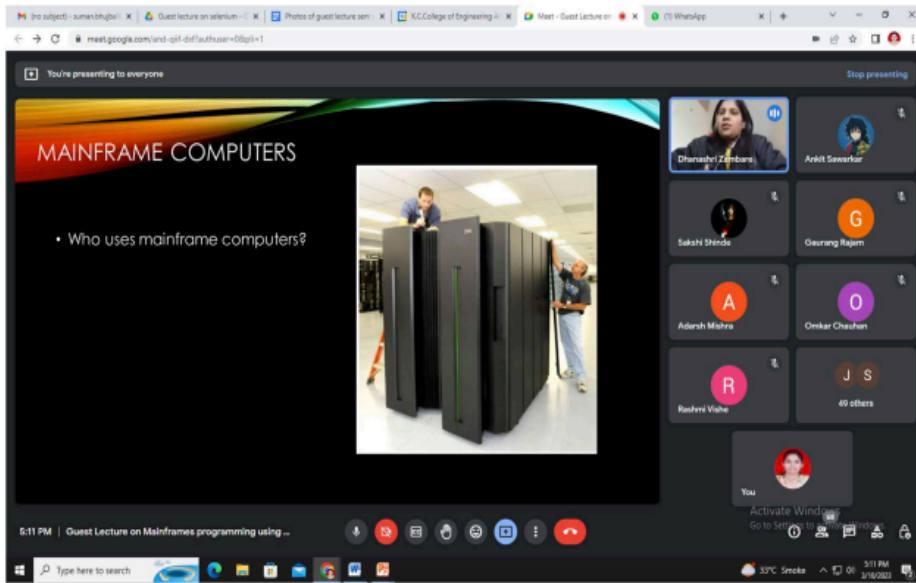 (no subject) - suman.bhujbal
Guest lecture on selenium -
Photos of guest lecture sem
K.C.College of Engineering
Meet - Guest Lecture on
(1) WhatsApp
You're presenting to everyone
Stop presenting
MAINFRAME COMPUTERS
• Who uses mainframe computers?
Dhanashri Zambare
Ankit Sawarkar
Sakshi Shinde
G
Gaurang Rajam
A
Adarsh Mishra
O
Omkar Chauhan
R
Rashmi Vishe
J S
49 others
You
Activate Windows
Go to Settings to activate Windows.
5:11 PM | Guest Lecture on Mainframes programming using ...
Type here to search
33°C Smoke
5:11 PM
3/18/2023